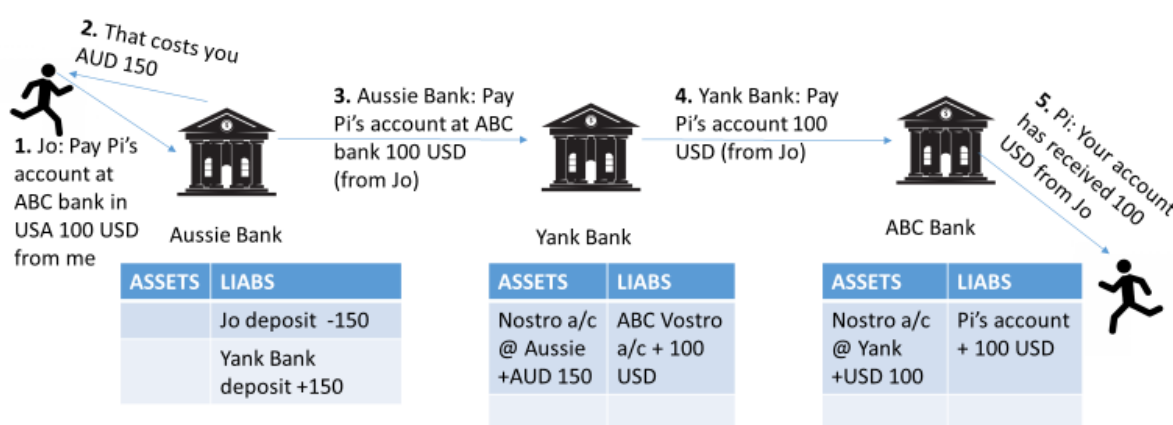 2. That costs you
AUD 150
1. Jo: Pay Pi's
account at
ABC bank in
USA 100 USD
from me
3. Aussie Bank: Pay
Pi's account at ABC
bank 100 USD
(from Jo)
4. Yank Bank: Pay
Pi's account 100
USD (from Jo)
5. Pi: Your account
has received 100
USD from Jo
Aussie Bank
Yank Bank
ABC Bank
ASSETS LIABS
Jo deposit -150
Yank Bank
deposit +150
ASSETS LIABS
Nostro a/c ABC Vostro
@ Aussie a/c + 100
+AUD 150 USD
ASSETS LIABS
Nostro a/c Pi's account
@ Yank + 100 USD
+USD 100